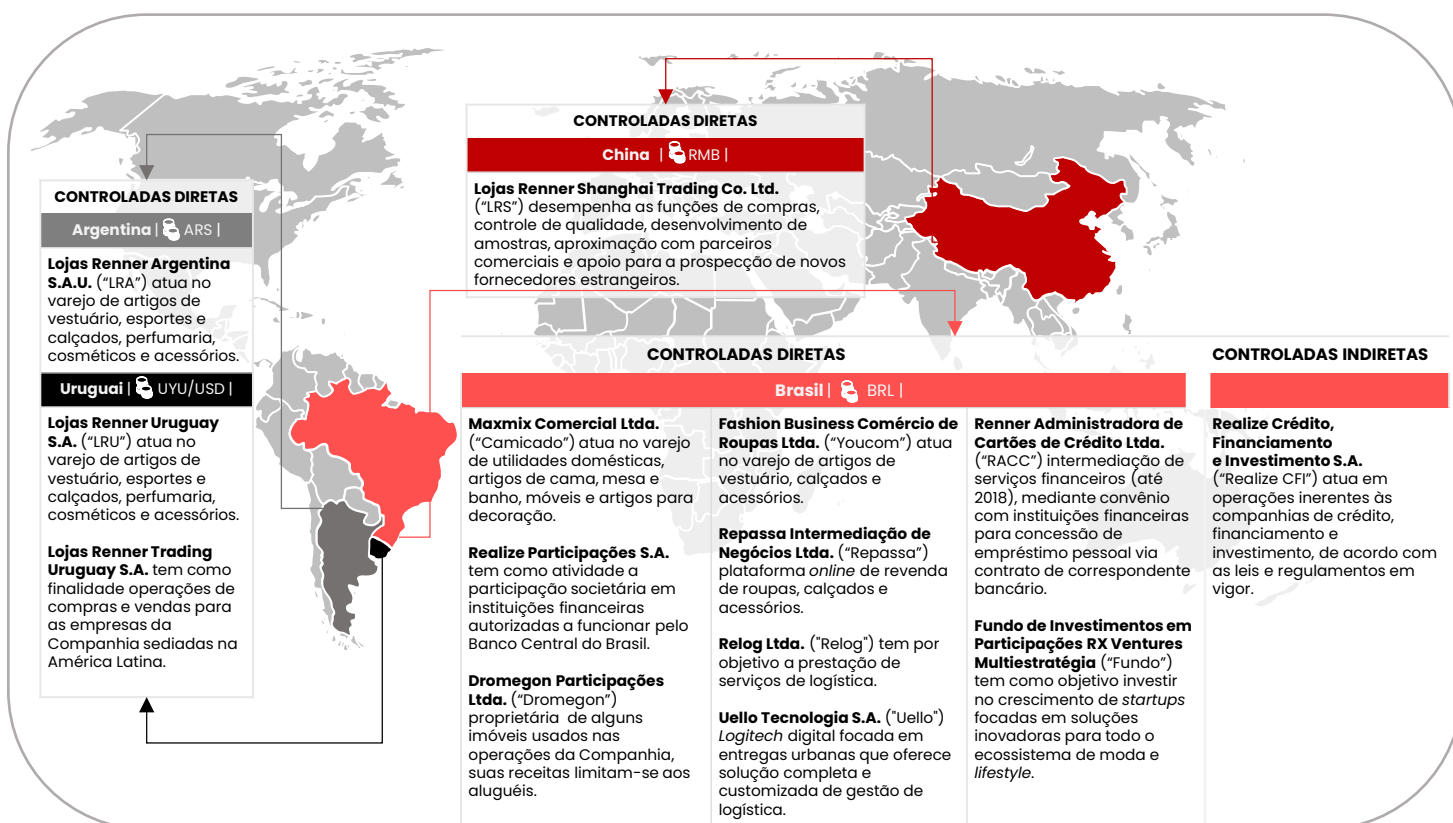 CONTROLADAS DIRETAS
Argentina | ARS |
Lojas Renner Argentina
S.A.U. (“LRA”) atua no
varejo de artigos de
vestuário, esportes e
calçados, perfumaria,
cosméticos e acessórios.
Uruguai | UYU/USD |
Lojas Renner Uruguay
S.A. (“LRU”) atua no
varejo de artigos de
vestuário, esportes e
calçados, perfumaria,
cosméticos e acessórios.
Lojas Renner Trading
Uruguay S.A. tem como
finalidade operações de
compras e vendas para
as empresas da
Companhia sediadas na
América Latina.
CONTROLADAS DIRETAS
China | RMB |
Lojas Renner Shanghai Trading Co. Ltd.
(“LRS”) desempenha as funções de compras,
controle de qualidade, desenvolvimento de
amostras, aproximação com parceiros
comerciais e apoio para a prospecção de novos
fornecedores estrangeiros.
CONTROLADAS DIRETAS
Brasil | BRL |
Maxmix Comercial Ltda.
(“Camicado”) atua no varejo
de utilidades domésticas,
artigos de cama, mesa e
banho, móveis e artigos para
decoração.
Realize Participações S.A.
tem como atividade a
participação societária em
instituições financeiras
autorizadas a funcionar pelo
Banco Central do Brasil.
Dromegon Participações
Ltda. (“Dromegon”)
proprietária de alguns
imóveis usados nas
operações da Companhia,
suas receitas limitam-se aos
aluguéis.
Fashion Business Comércio de
Roupas Ltda. (“Youcom”) atua
no varejo de artigos de
vestuário, calçados e
acessórios.
Repassa Intermediação de
Negócios Ltda. (“Repassa”)
plataforma online de revenda
de roupas, calçados e
acessórios.
Relog Ltda. ("Relog") tem por
objetivo a prestação de
serviços de logística.
Uello Tecnologia S.A. ("Uello")
Logitech digital focada em
entregas urbanas que oferece
solução completa e
customizada de gestão de
logística.
Renner Administradora de
Cartões de Crédito Ltda.
(“RACC”) intermediação de
serviços financeiros (até
2018), mediante convênio
com instituições financeiras
para concessão de
empréstimo pessoal via
contrato de correspondente
bancário.
Fundo de Investimentos em
Participações RX Ventures
Multiestratégia (“Fundo”)
tem como objetivo investir
no crescimento de startups
focadas em soluções
inovadoras para todo o
ecossistema de moda e
lifestyle.
CONTROLADAS INDIRETAS
Realize Crédito,
Financiamento
e Investimento S.A.
(“Realize CFI”) atua em
operações inerentes às
companhias de crédito,
financiamento e
investimento, de acordo com
as leis e regulamentos em
vigor.